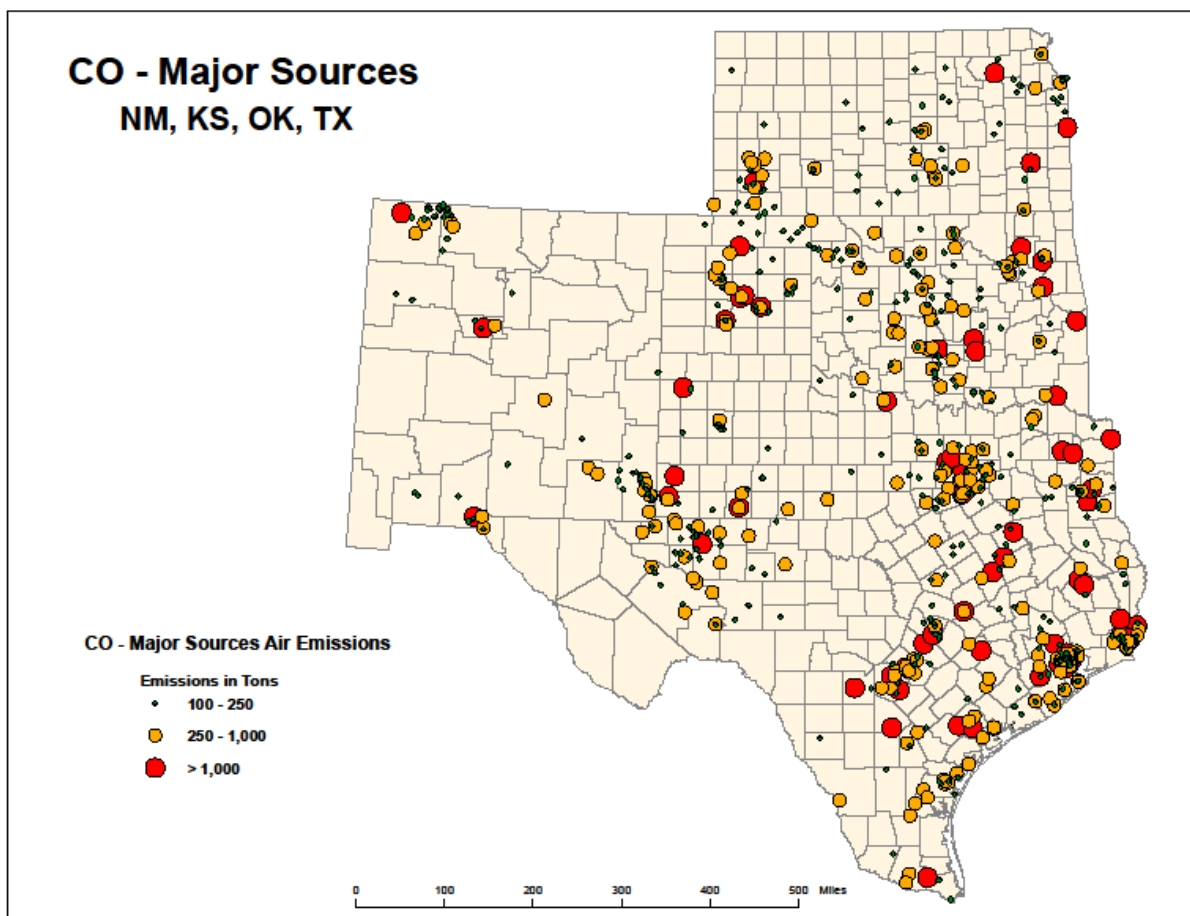 CO - Major Sources
NM, KS, OK, TX
CO - Major Sources Air Emissions
Emissions in Tons
100 - 250
250 - 1,000
> 1,000
0 100 200 300 400 500 Miles